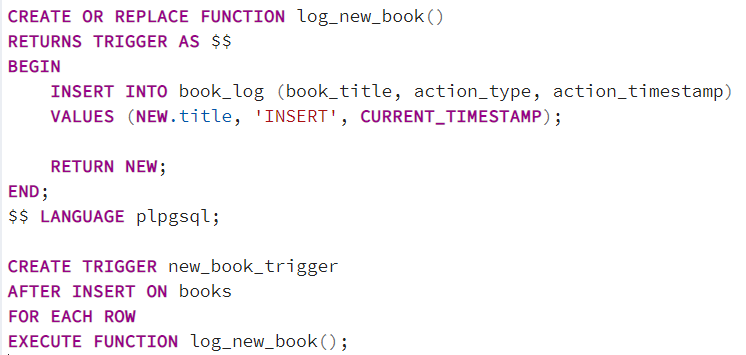 CREATE OR REPLACE FUNCTION log_new_book()
RETURNS TRIGGER AS $$
BEGIN
    INSERT INTO book_log (book_title, action_type, action_timestamp)
    VALUES (NEW.title, 'INSERT', CURRENT_TIMESTAMP);

    RETURN NEW;
END;
$$ LANGUAGE plpgsql;

CREATE TRIGGER new_book_trigger
AFTER INSERT ON books
FOR EACH ROW
EXECUTE FUNCTION log_new_book();